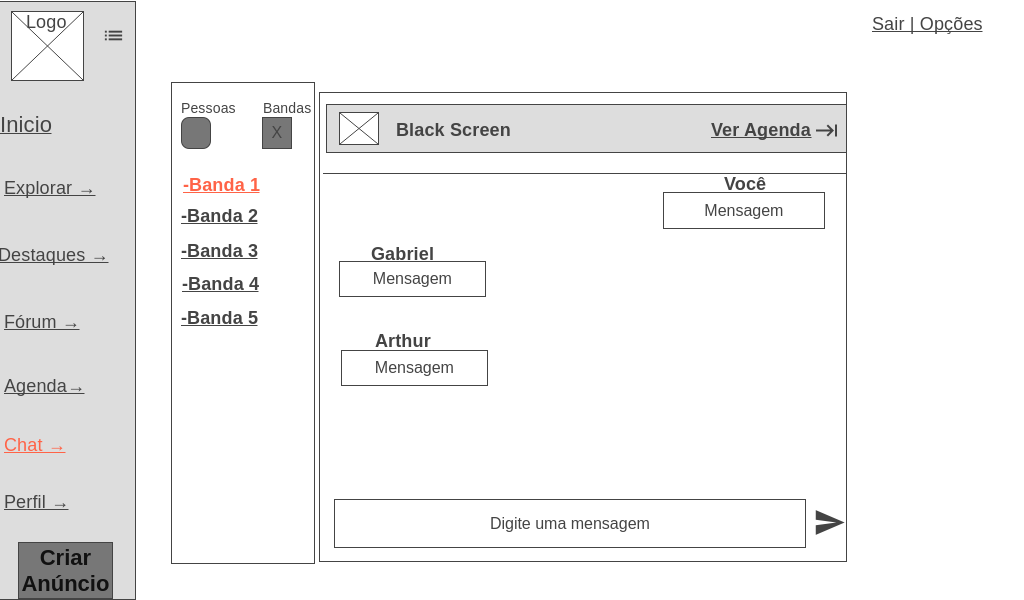 Logo
Sair | Opções
Inicio
Explorar →
Destaques →
Fórum →
Agenda→
Chat →
Perfil →
Criar
Anúncio
Pessoas
Bandas
X
-Banda 1
-Banda 2
-Banda 3
-Banda 4
-Banda 5
Black Screen
Ver Agenda
Você
Mensagem
Gabriel
Mensagem
Arthur
Mensagem
Digite uma mensagem